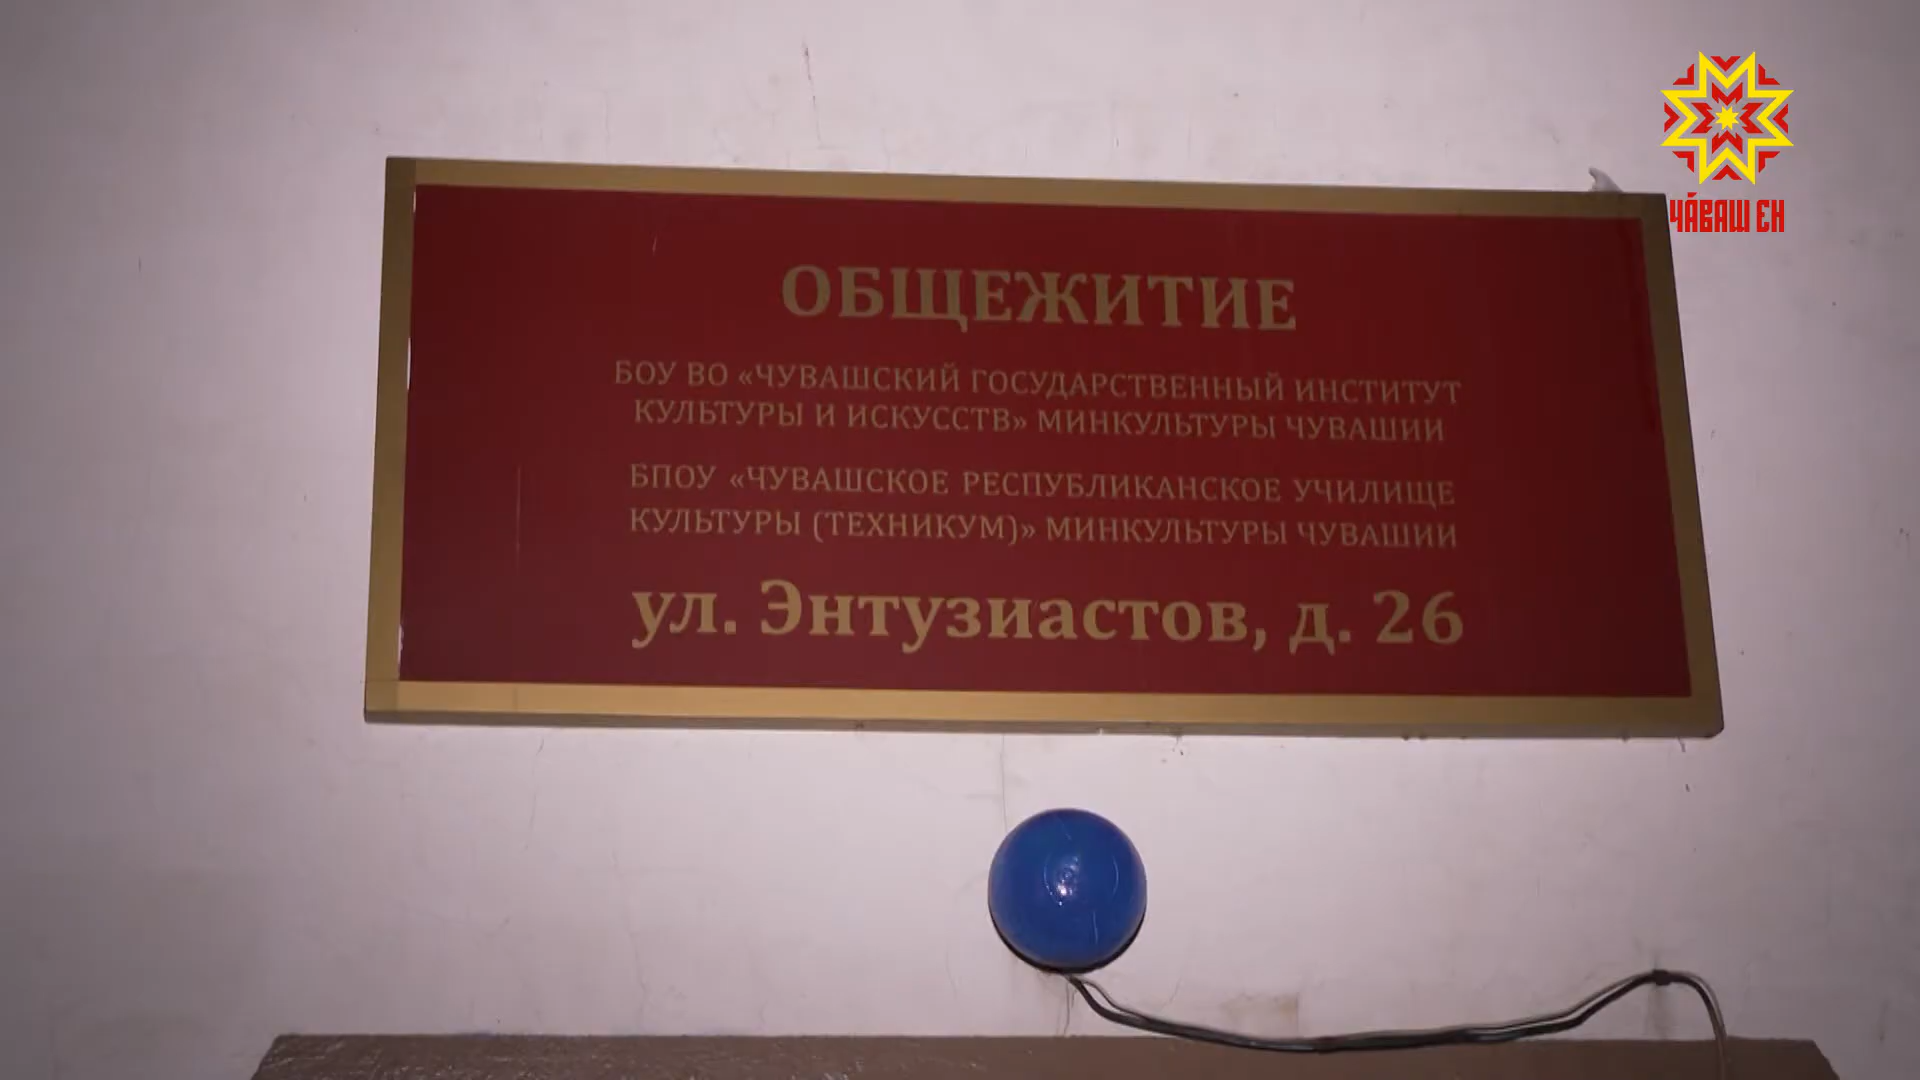 ЧӐВАШ ЕН
ОБЩЕЖИТИЕ
БОУ ВО «ЧУВАШСКИЙ ГОСУДАРСТВЕННЫЙ ИНСТИТУТ
КУЛЬТУРЫ И ИСКУССТВ» МИНКУЛЬТУРЫ ЧУВАШИИ
БПОУ «ЧУВАШСКОЕ РЕСПУБЛИКАНСКОЕ УЧИЛИЩЕ
КУЛЬТУРЫ (ТЕХНИКУМ)» МИНКУЛЬТУРЫ ЧУВАШИИ
ул. Энтузиастов, д. 26